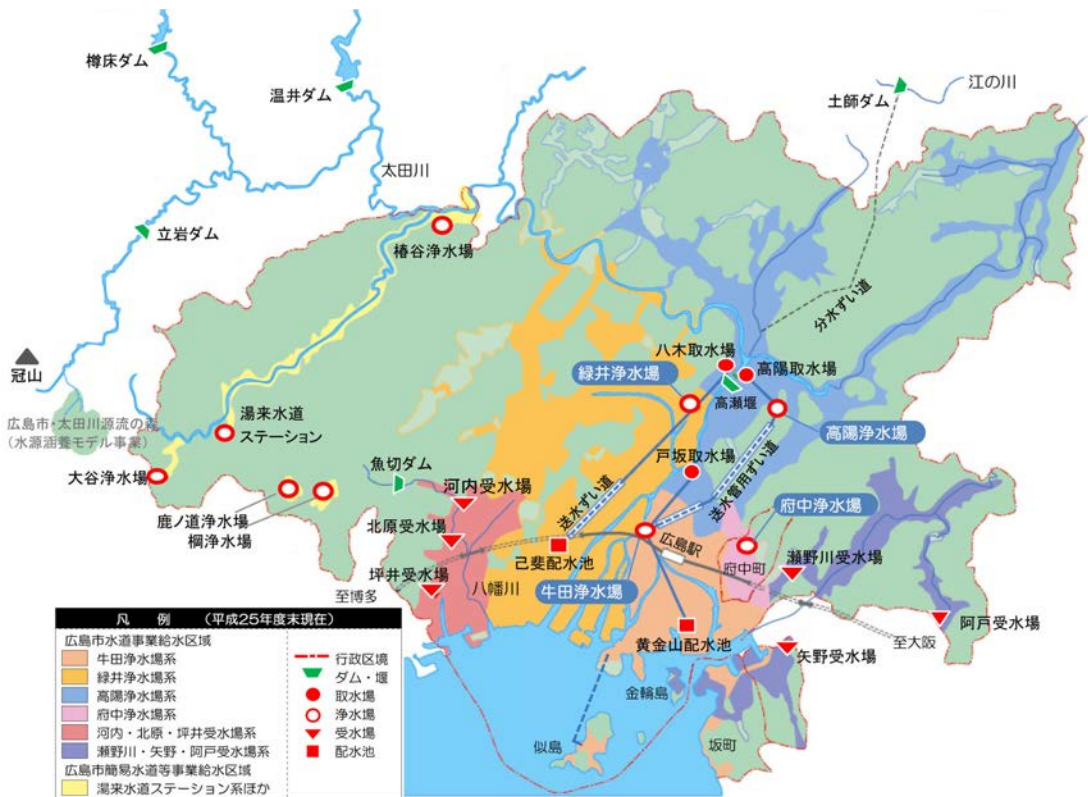 樽床ダム
温井ダム
土師ダム
江の川
太田川
立岩ダム
椿谷浄水場
分水ずい道
冠山
八木取水場
高陽取水場
緑井浄水場
高瀬堰
広島市・太田川源流の森
(水源涵養モデル事業)
湯来水道
ステーション
高陽浄水場
戸坂取水場
大谷浄水場
魚切ダム
河内受水場
送水ずい道
送水管用ずい道
鹿ノ道浄水場
棡浄水場
北原受水場
府中浄水場
広島駅
己斐配水池
府中町
瀬野川受水場
坪井受水場
八幡川
牛田浄水場
至博多
阿戸受水場
至大阪
黄金山配水池
矢野受水場
金輪島
似島
坂町
凡 例 (平成25年度末現在)
広島市水道事業給水区域
牛田浄水場系
緑井浄水場系
高陽浄水場系
府中浄水場系
河内・北原・坪井受水場系
瀬野川・矢野・阿戸受水場系
広島市簡易水道等事業給水区域
湯来水道ステーション系ほか
行政区境
ダム・堰
取水場
浄水場
受水場
配水池